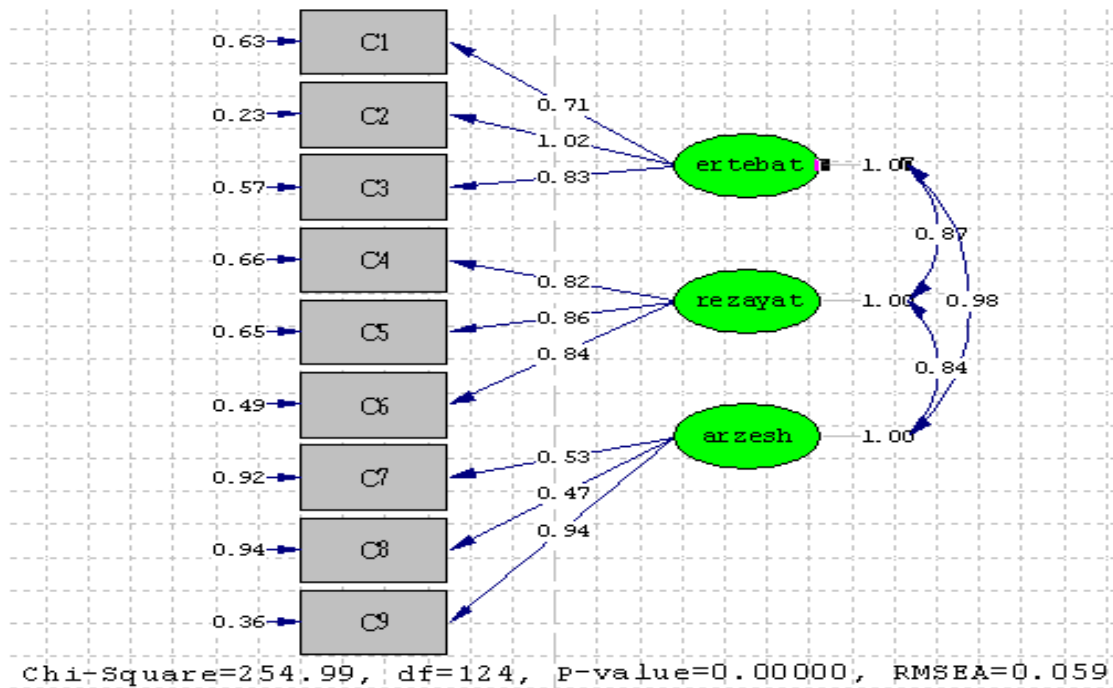 0.63 C1
0.71
0.23 C2
1.02
ertebat 1.00
0.57 C3
0.83
0.87
0.66 C4
0.82
rezayat 1.00
0.98
0.65 C5
0.86
0.84
0.84
0.49 C6
arzesh 1.00
0.92 C7
0.53
0.47
0.94 C8
0.94
0.36 C9
Chi-Square=254.99, df=124, P-value=0.00000, RMSEA=0.059